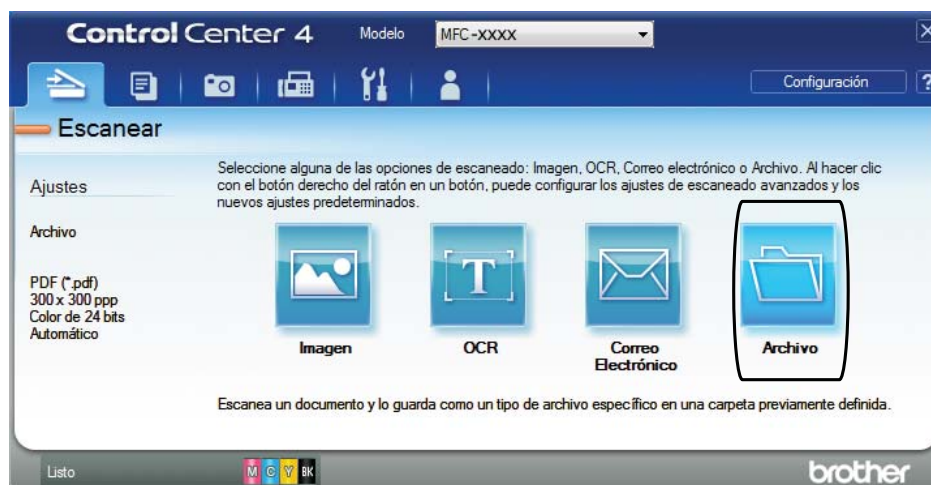 Control Center 4
Modelo
MFC-XXXX
Configuración
?
Escanear
Ajustes
Archivo
PDF (*.pdf)
300 x 300 ppp
Color de 24 bits
Automático
Seleccione alguna de las opciones de escaneado: Imagen, OCR, Correo electrónico o Archivo. Al hacer clic
con el botón derecho del ratón en un botón, puede configurar los ajustes de escaneado avanzados y los
nuevos ajustes predeterminados.
T
Imagen
OCR
Correo
Electrónico
Archivo
Escanea un documento y lo guarda como un tipo de archivo específico en una carpeta previamente definida.
Listo
M C Y BK
brother